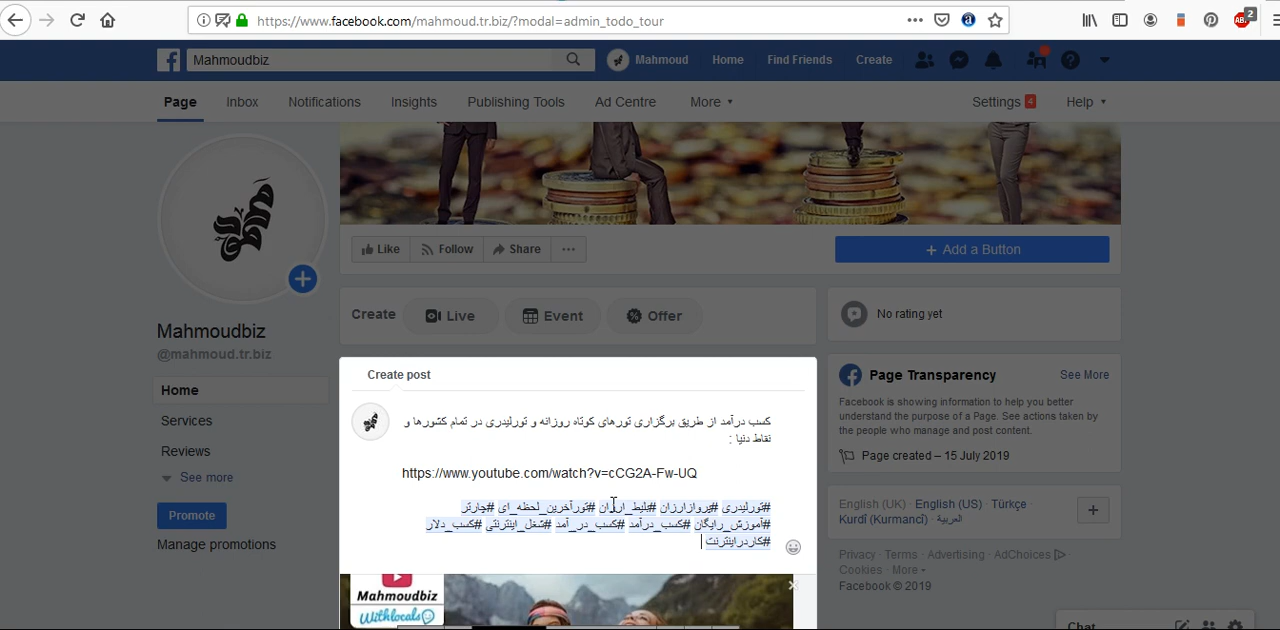 https://www.facebook.com/mahmoud.tr.biz/?modal=admin_todo_tour
2
Mahmoudbiz
Mahmoud
Home
Find Friends
Create
Page
Inbox
Notifications
Insights
Publishing Tools
Ad Centre
More
Settings 4
Help
Like
Follow
Share
+ Add a Button
Create
Live
Event
Offer
No rating yet
Mahmoudbiz
@mahmoud.tr.biz
Home
Services
Reviews
See more
Promote
Manage promotions
Create post
کسب درآمد از طریق برگزاری تورهای کوتاه روزانه و تورلیدری در تمام کشورها و
نقاط دنیا :
https://www.youtube.com/watch?v=cCG2A-Fw-UQ
#تورلیدری #پروازارزان #بلیط_ارزان #تورآخرین_لحظه_ای #چارتر
#آموزش_رایگان #کسب_درآمد #کسب_در_آمد #شغل_اینترنتی #کسب_دلار
#کاردراینترنت
Mahmoudbiz
Withlocals
Page Transparency
See More
Facebook is showing information to help you better
understand the purpose of a Page. See actions taken by
the people who manage and post content.
Page created – 15 July 2019
English (UK) · English (US) · Türkçe ·
Kurdî (Kurmancî) · العربية
Privacy · Terms · Advertising · AdChoices
Cookies · More
Facebook © 2019
Chat